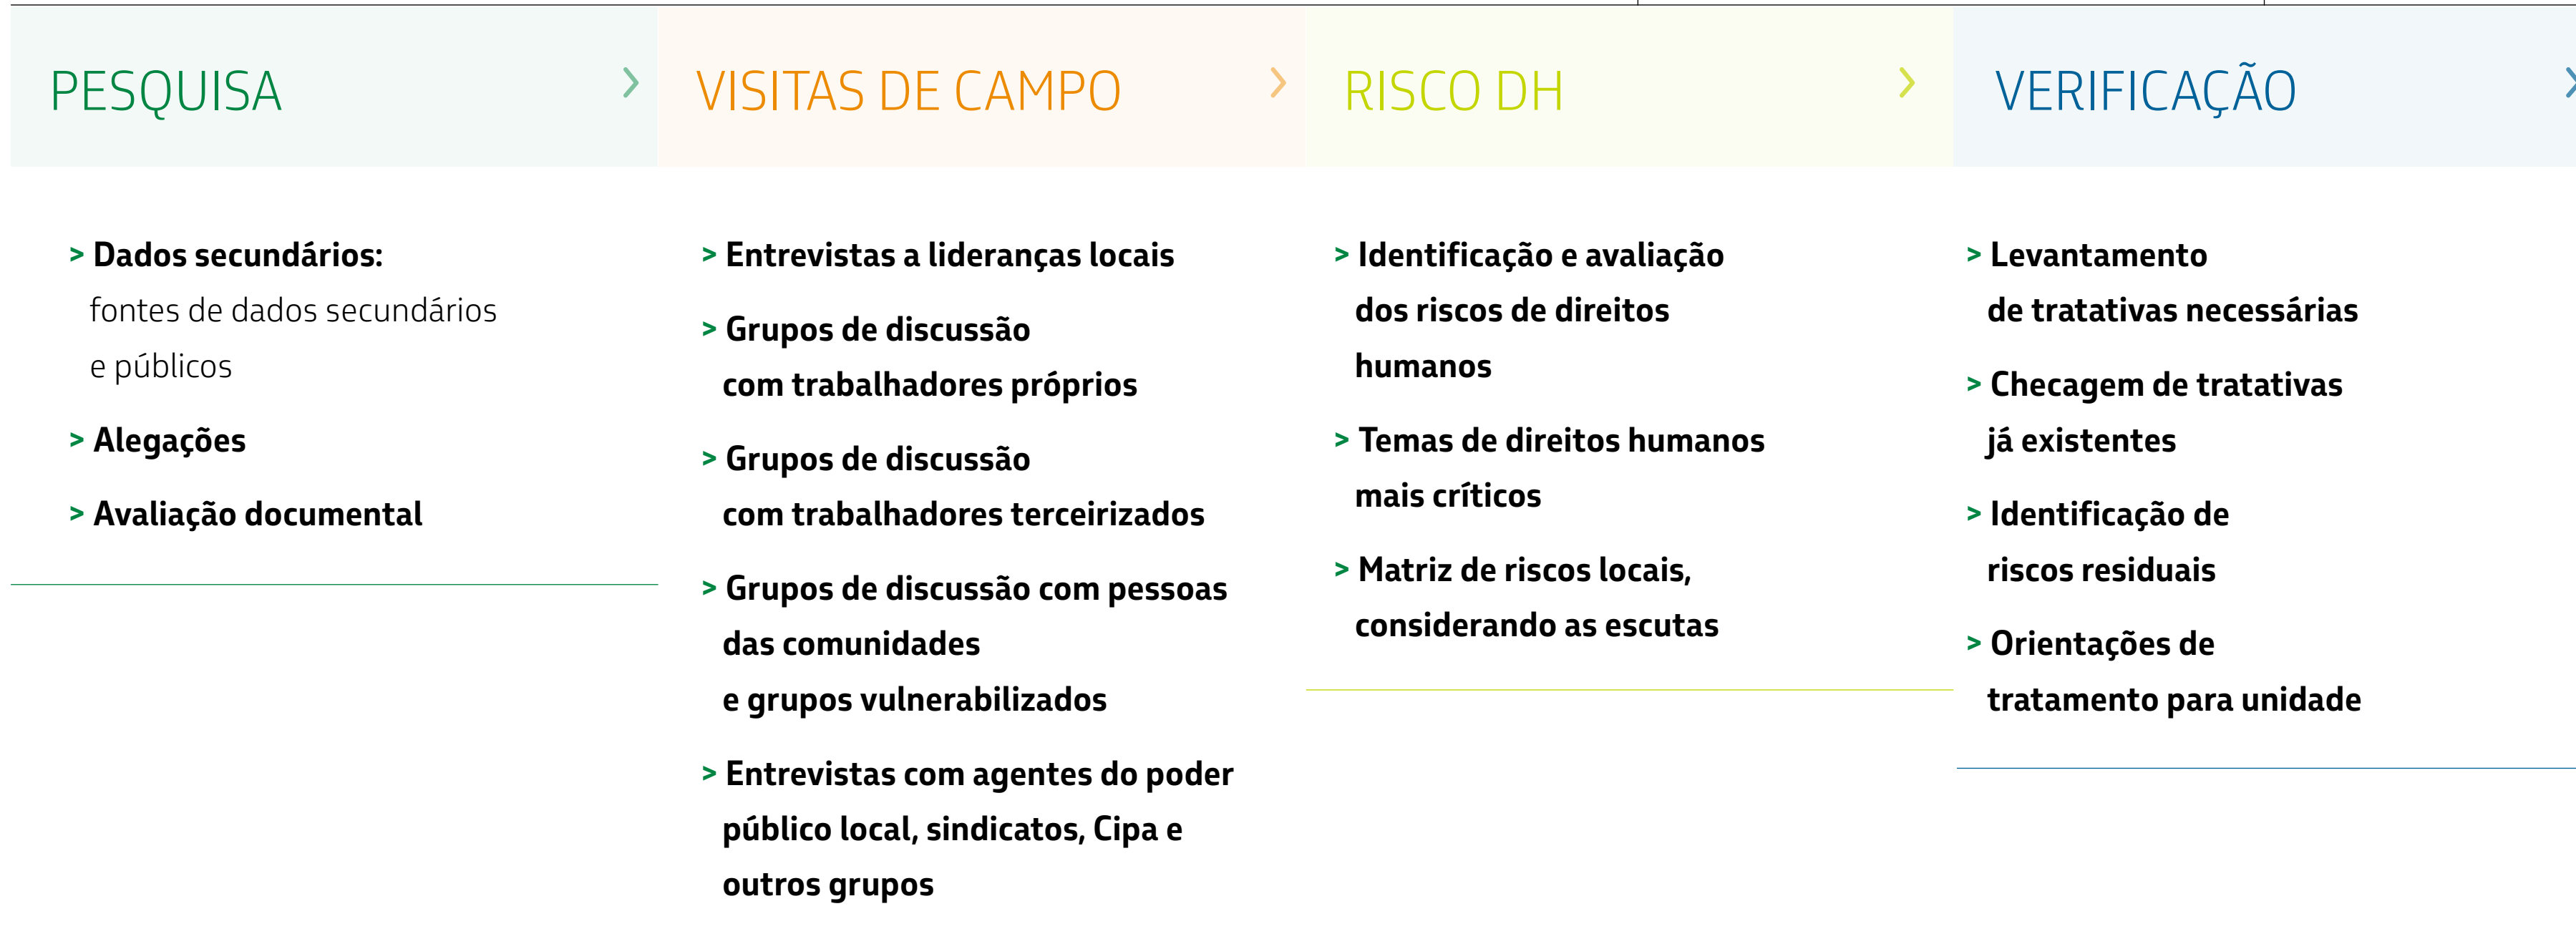 PESQUISA
> Dados secundários:
fontes de dados secundários
e públicos
> Alegações
> Avaliação documental
VISITAS DE CAMPO
> Entrevistas a lideranças locais
> Grupos de discussão
com trabalhadores próprios
> Grupos de discussão
com trabalhadores terceirizados
> Grupos de discussão com pessoas
das comunidades
e grupos vulnerabilizados
> Entrevistas com agentes do poder
público local, sindicatos, Cipa e
outros grupos
RISCO DH
> Identificação e avaliação
dos riscos de direitos
humanos
> Temas de direitos humanos
mais críticos
> Matriz de riscos locais,
considerando as escutas
VERIFICAÇÃO
> Levantamento
de tratativas necessárias
> Checagem de tratativas
já existentes
> Identificação de
riscos residuais
> Orientações de
tratamento para unidade